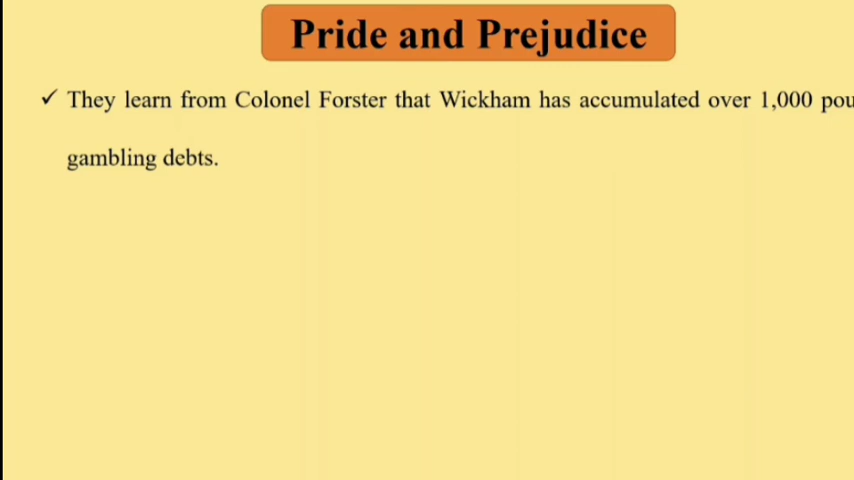 Pride and Prejudice
✓ They learn from Colonel Forster that Wickham has accumulated over 1,000
gambling debts.